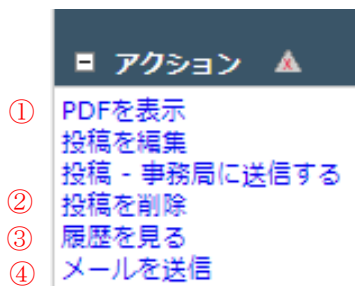 アクション
① PDFを表示
投稿を編集
投稿 - 事務局に送信する
② 投稿を削除
③ 履歴を見る
④ メールを送信